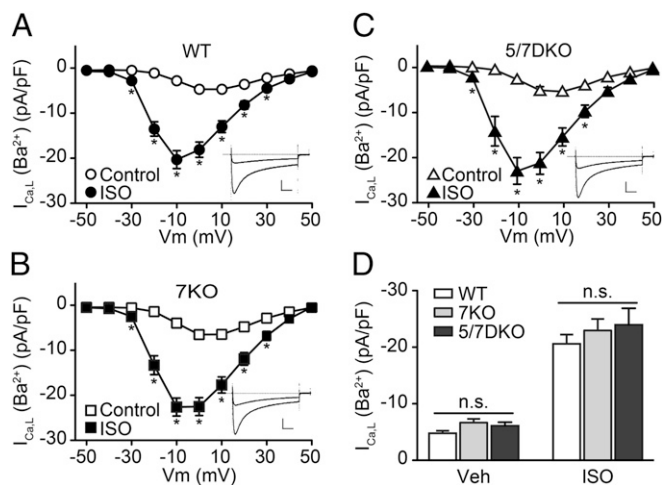 A
WT
I_Ca,L (Ba²⁺) (pA/pF)
0
-10
-20
-30
*
*
*
*
*
*
*
Control
ISO
-50 -30 -10 10 30 50
Vm (mV)
B
7KO
I_Ca,L (Ba²⁺) (pA/pF)
0
-10
-20
-30
*
*
*
*
*
*
*
Control
ISO
-50 -30 -10 10 30 50
Vm (mV)
C
5/7DKO
I_Ca,L (Ba²⁺) (pA/pF)
0
-10
-20
-30
*
*
*
*
*
*
Control
ISO
-50 -30 -10 10 30 50
Vm (mV)
D
I_Ca,L (Ba²⁺) (pA/pF)
-30
-20
-10
0
WT
7KO
5/7DKO
n.s.
n.s.
Veh ISO